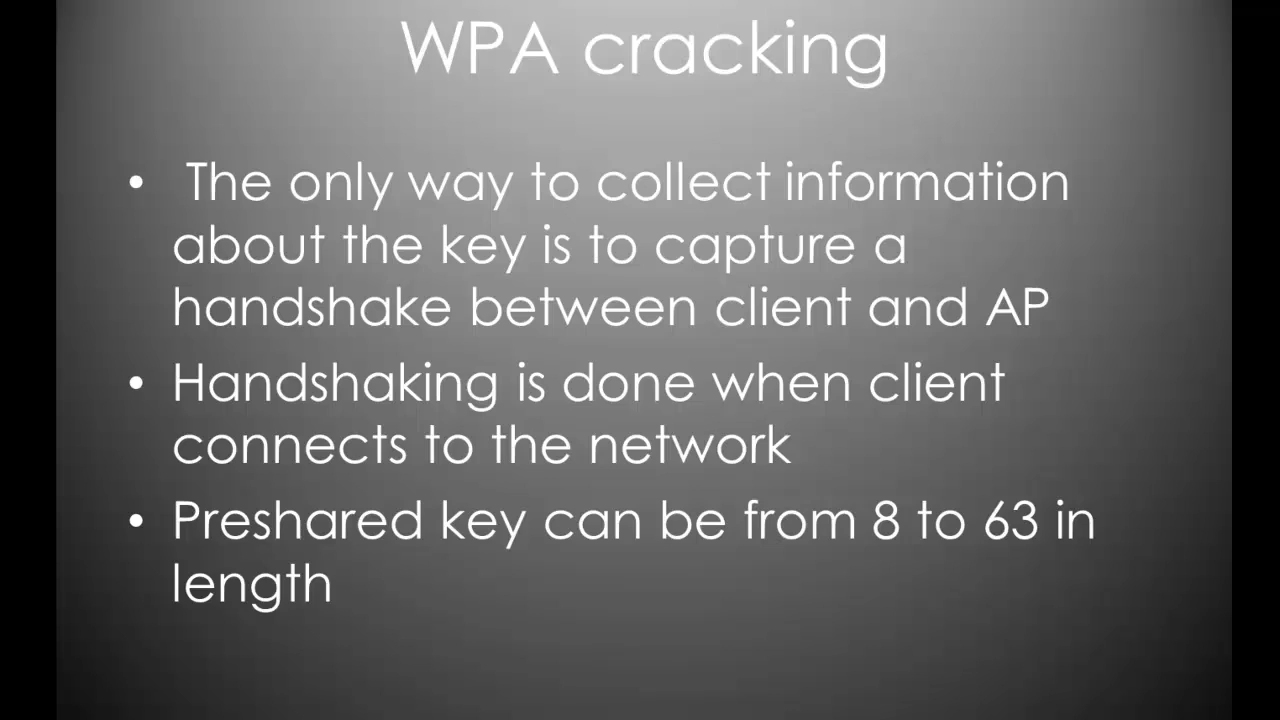 WPA cracking
• The only way to collect information
about the key is to capture a
handshake between client and AP
• Handshaking is done when client
connects to the network
• Preshared key can be from 8 to 63 in
length